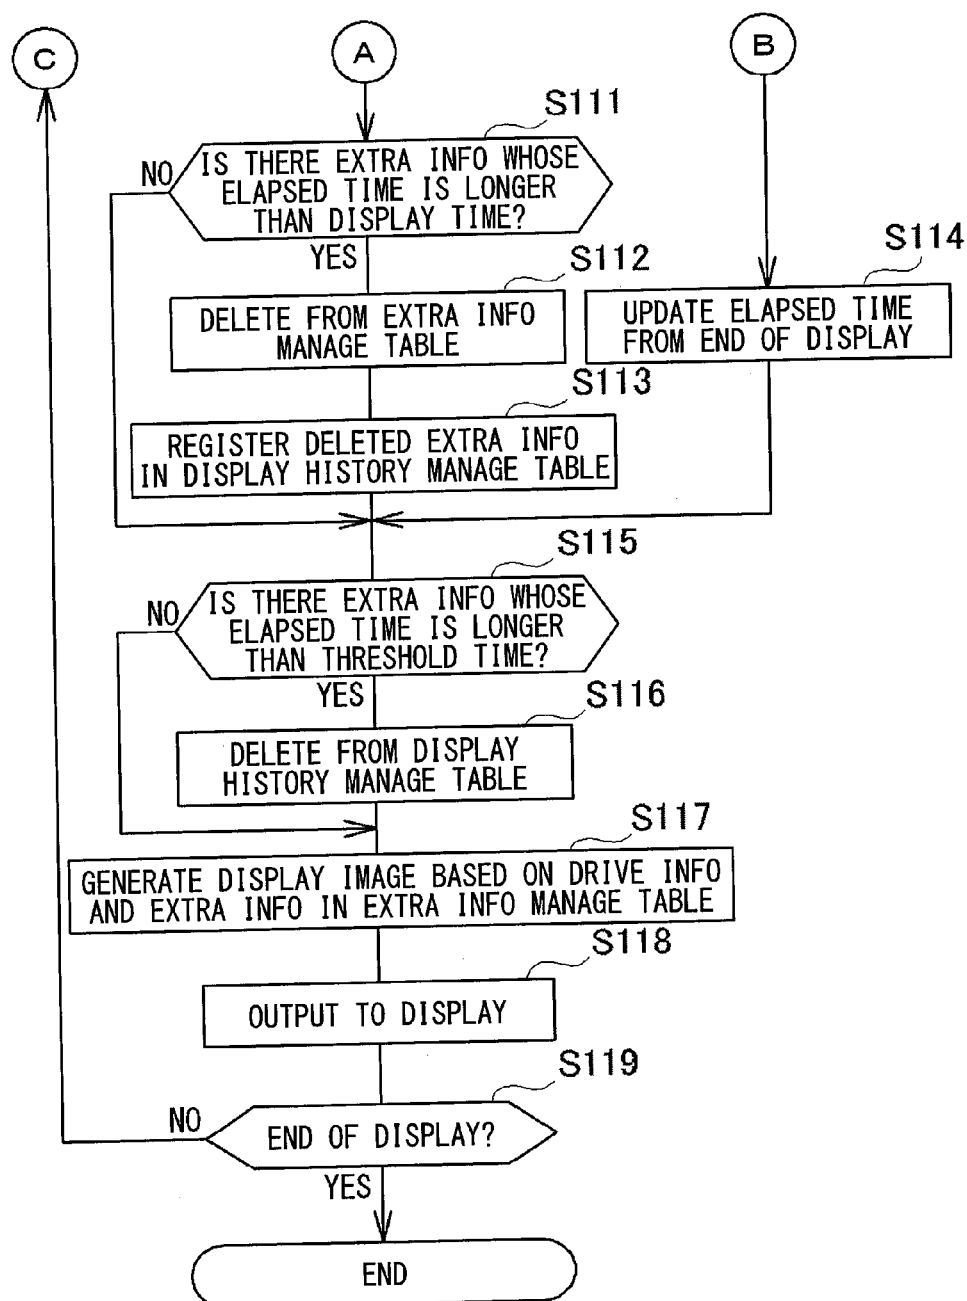 C
A
B
S111
NO
IS THERE EXTRA INFO WHOSE
ELAPSED TIME IS LONGER
THAN DISPLAY TIME?
YES
S112
DELETE FROM EXTRA INFO
MANAGE TABLE
S114
UPDATE ELAPSED TIME
FROM END OF DISPLAY
S113
REGISTER DELETED EXTRA INFO
IN DISPLAY HISTORY MANAGE TABLE
S115
NO
IS THERE EXTRA INFO WHOSE
ELAPSED TIME IS LONGER
THAN THRESHOLD TIME?
YES
S116
DELETE FROM DISPLAY
HISTORY MANAGE TABLE
S117
GENERATE DISPLAY IMAGE BASED ON DRIVE INFO
AND EXTRA INFO IN EXTRA INFO MANAGE TABLE
S118
OUTPUT TO DISPLAY
S119
NO
END OF DISPLAY?
YES
END